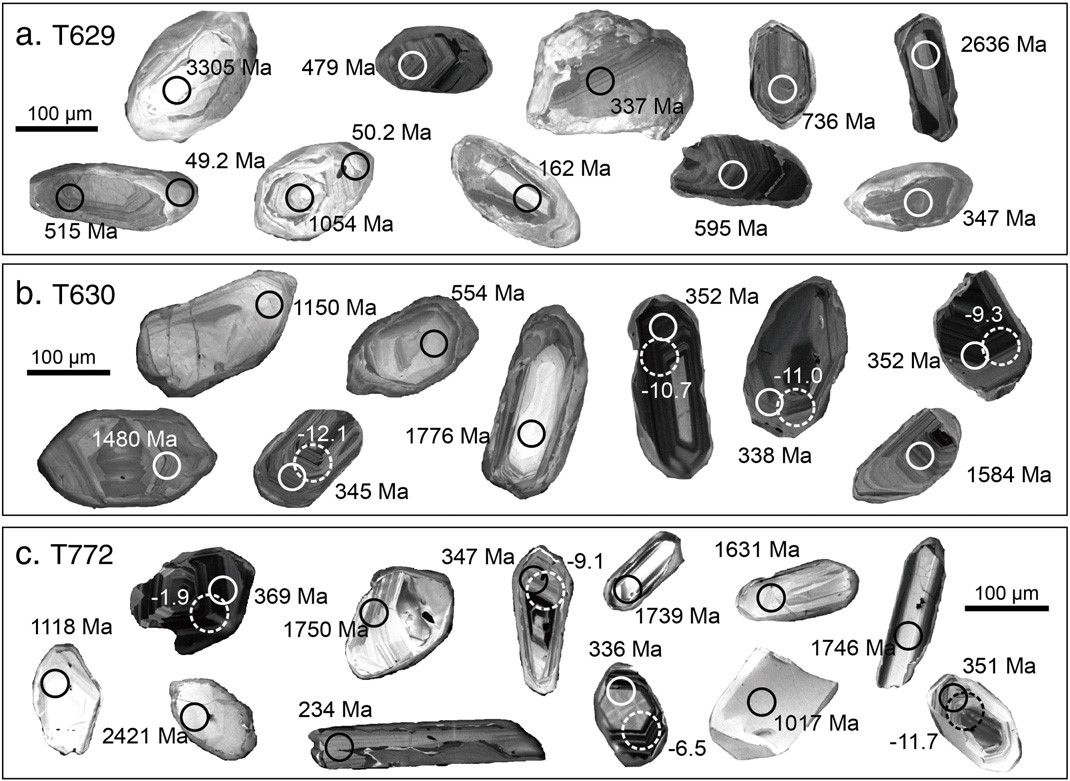 a. T629
3305 Ma
479 Ma
337 Ma
736 Ma
2636 Ma
100 µm
515 Ma
49.2 Ma
50.2 Ma
1054 Ma
162 Ma
595 Ma
347 Ma
b. T630
1150 Ma
554 Ma
352 Ma
-10.7
-11.0
338 Ma
-9.3
352 Ma
100 µm
1480 Ma
-12.1
345 Ma
1776 Ma
1584 Ma
c. T772
-1.9
369 Ma
1750 Ma
347 Ma
-9.1
1739 Ma
1631 Ma
1746 Ma
100 µm
1118 Ma
2421 Ma
234 Ma
336 Ma
-6.5
1017 Ma
351 Ma
-11.7